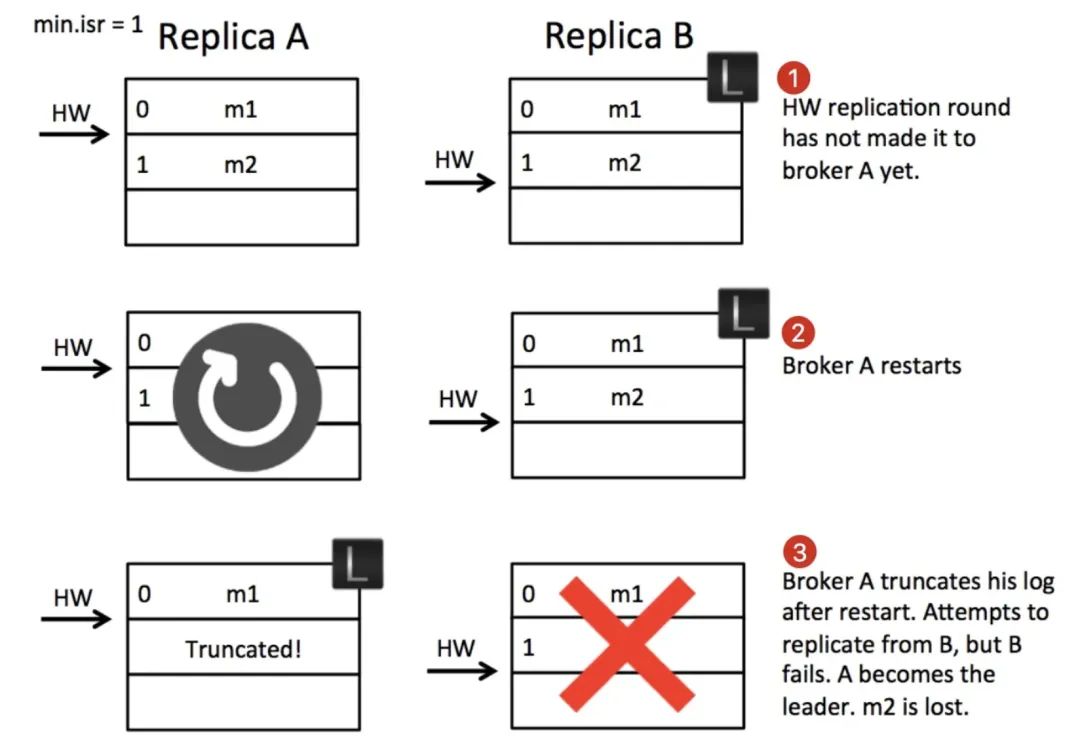 min.isr = 1
Replica A
Replica B
L
1
HW replication round
has not made it to
broker A yet.
HW
0 m1
1 m2
HW
0 m1
1 m2
L
2
Broker A restarts
HW
0
1
HW
0 m1
1 m2
L
3
Broker A truncates his log
after restart. Attempts to
replicate from B, but B
fails. A becomes the
leader. m2 is lost.
HW
0 m1
Truncated!
HW
0 m1
1